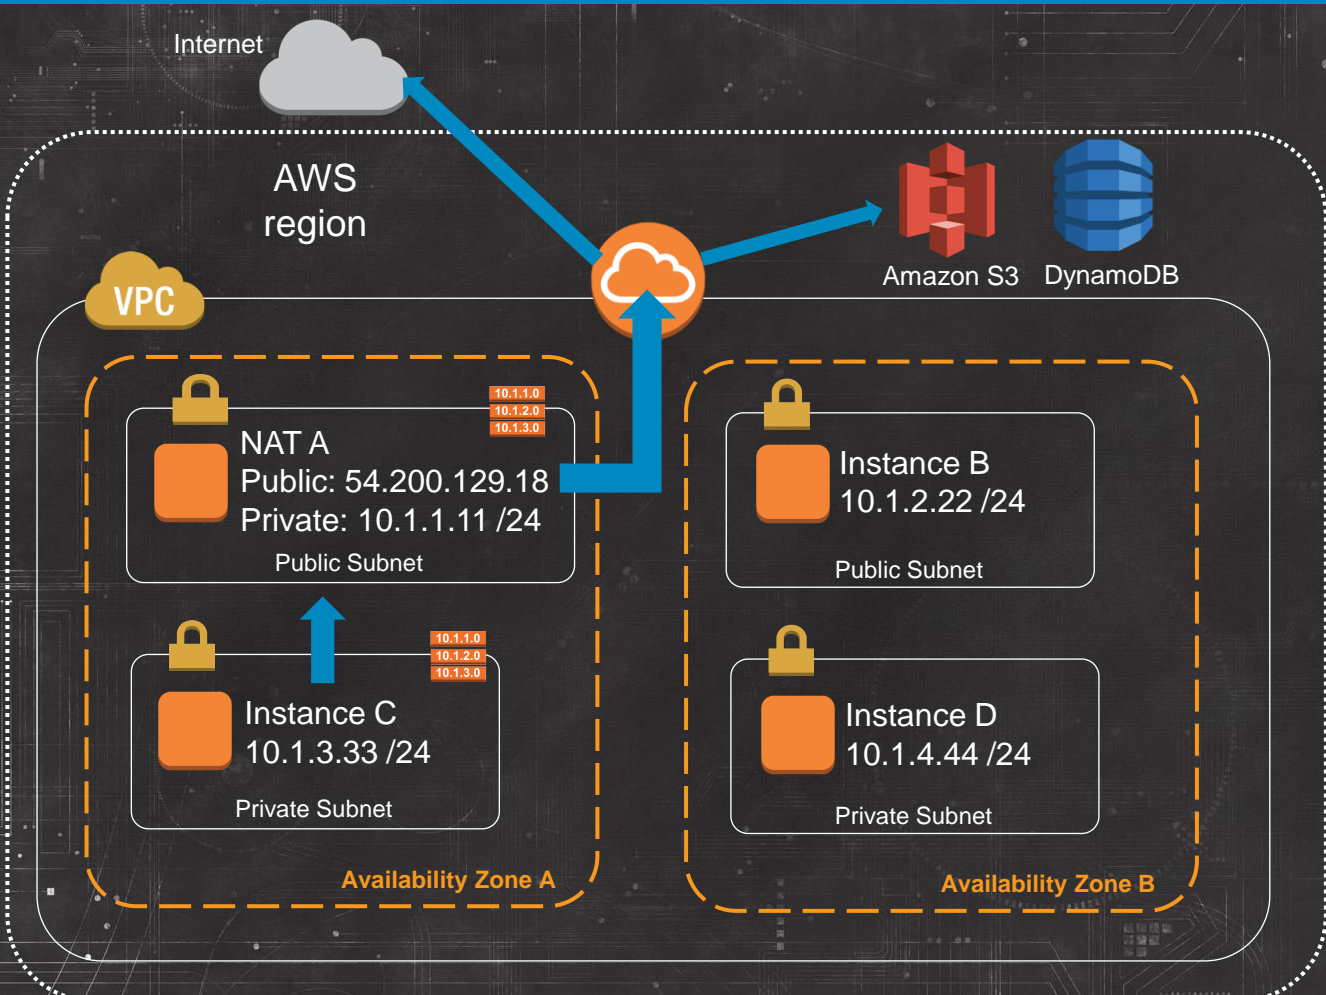 Internet
AWS
region
Amazon S3
DynamoDB
VPC
10.1.1.0
10.1.2.0
10.1.3.0
NAT A
Public: 54.200.129.18
Private: 10.1.1.11 /24
Public Subnet
Instance B
10.1.2.22 /24
Public Subnet
10.1.1.0
10.1.2.0
10.1.3.0
Instance C
10.1.3.33 /24
Private Subnet
Instance D
10.1.4.44 /24
Private Subnet
Availability Zone A
Availability Zone B